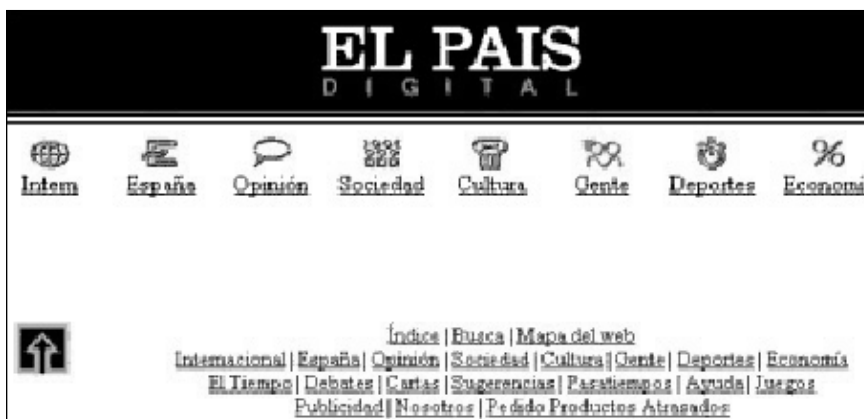 EL PAIS
DIGITAL
Intern España Opinión Sociedad Cultura Gente Deportes Economí
Índice | Busca | Mapa del web
Internacional | España | Opinión | Sociedad | Cultura | Gente | Deportes | Economía
El Tiempo | Debates | Cartas | Sugerencias | Pasatiempos | Ayuda | Juegos
Publicidad | Nosotros | Pedido Productos Atrasados